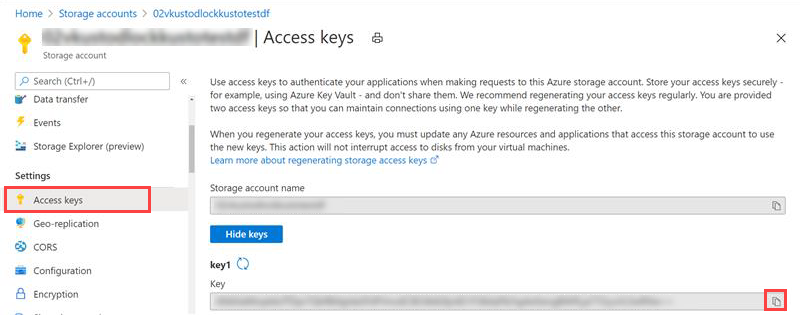 Home > Storage accounts > 02vkustodlockkustotestdf
| Access keys
Storage account
Search (Ctrl+/)
«
Data transfer
Events
Storage Explorer (preview)
Settings
Access keys
Geo-replication
CORS
Configuration
Encryption
Use access keys to authenticate your applications when making requests to this Azure storage account. Store your access keys securely -
for example, using Azure Key Vault - and don't share them. We recommend regenerating your access keys regularly. You are provided
two access keys so that you can maintain connections using one key while regenerating the other.
When you regenerate your access keys, you must update any Azure resources and applications that access this storage account to use
the new keys. This action will not interrupt access to disks from your virtual machines.
Learn more about regenerating storage access keys
Storage account name
Hide keys
key1
Key